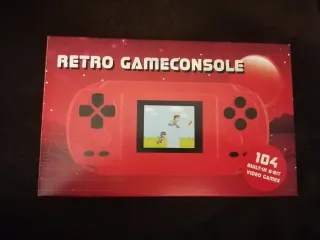 RETRO GAMECONSOLE
104
BUILT-IN 8-BIT
VIDEO GAMES